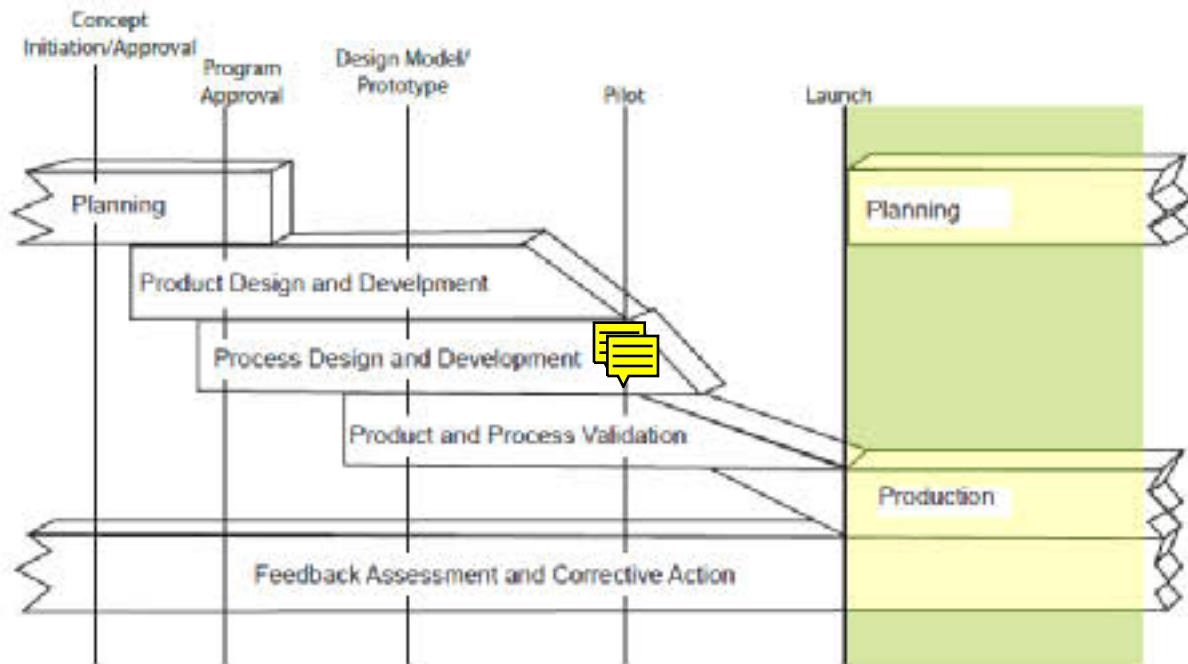 Concept
Initiation/Approval
Program
Approval
Design Model/
Prototype
Pilot
Launch
Planning
Planning
Product Design and Develpment
Process Design and Development
Product and Process Validation
Production
Feedback Assessment and Corrective Action